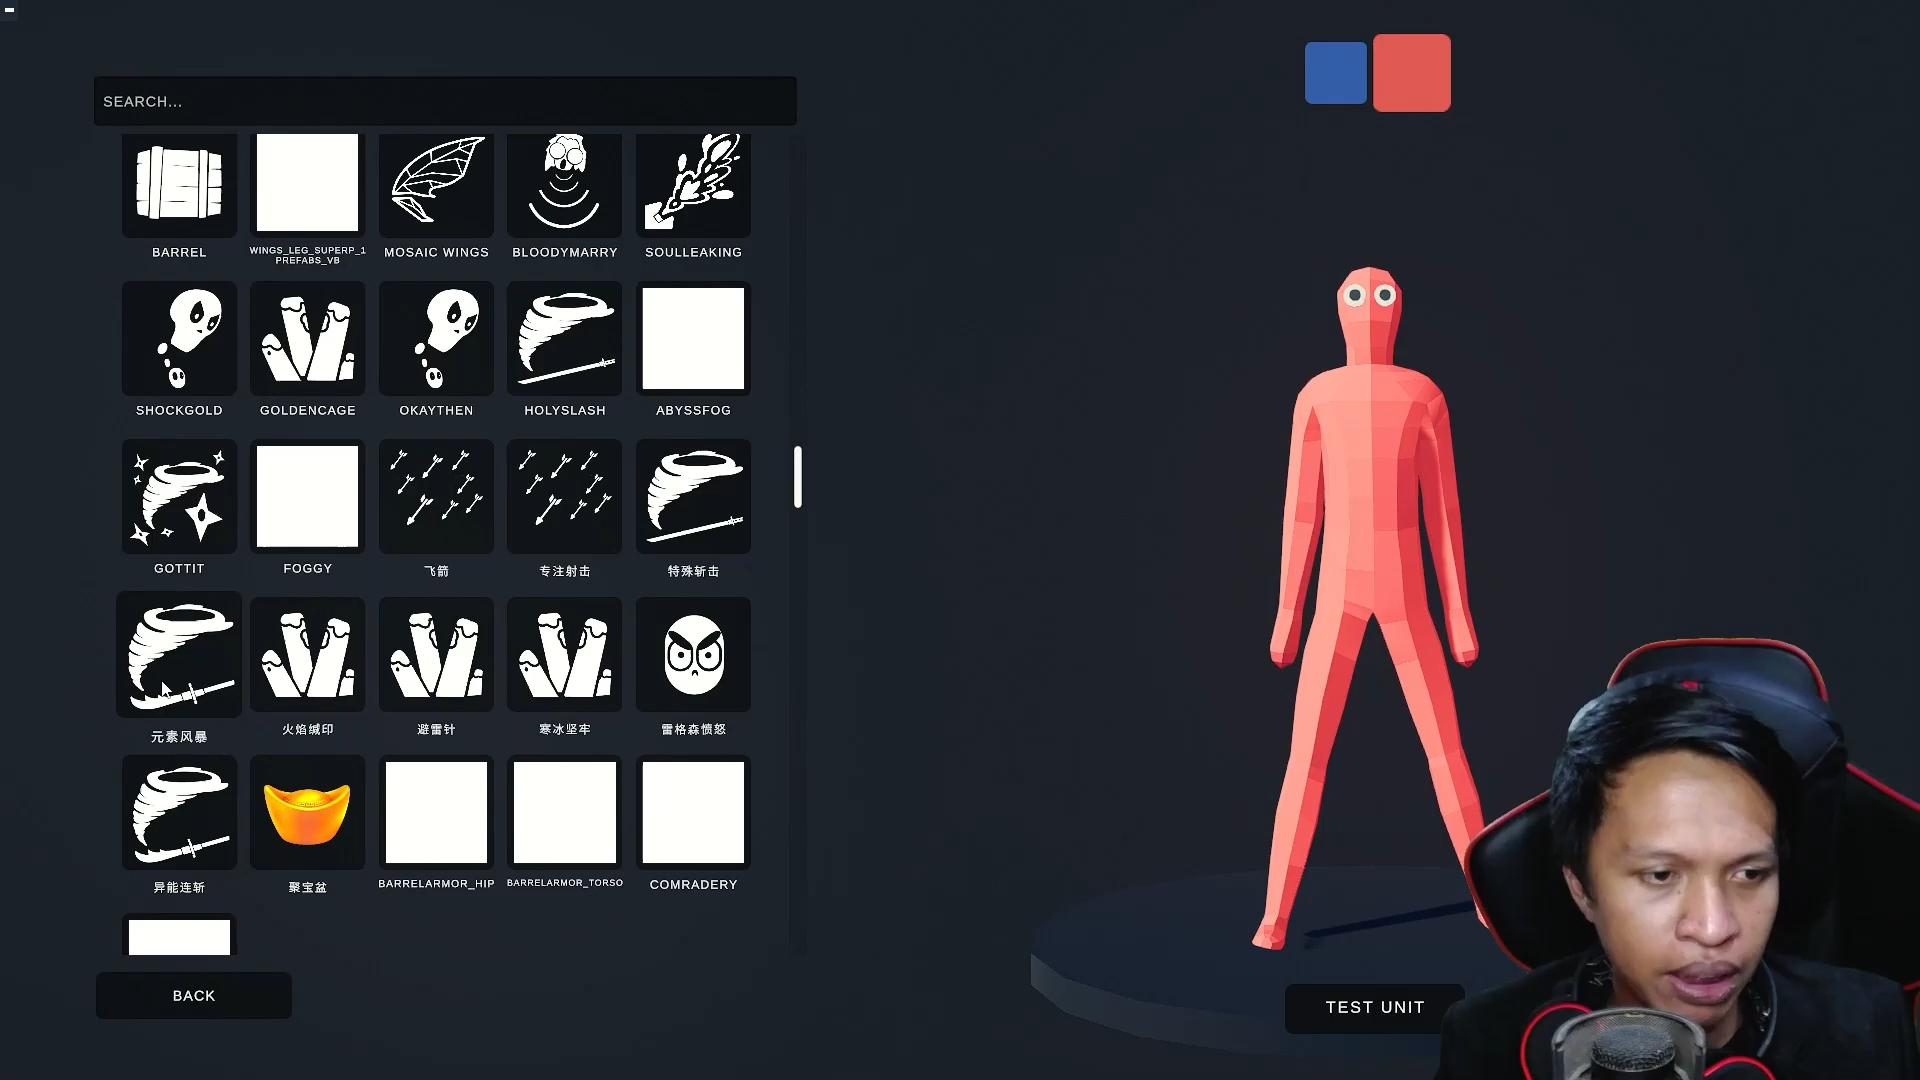 SEARCH...
BARREL
WINGS_LEG_SUPERP_1
PREFABS_VB
MOSAIC WINGS
BLOODYMARRY
SOULLEAKING
SHOCKGOLD
GOLDENCAGE
OKAYTHEN
HOLYSLASH
ABYSSFOG
GOTTIT
FOGGY
飞箭
专注射击
特殊斩击
元素风暴
火焰缄印
避雷针
寒冰坚牢
雷格森愤怒
异能连斩
聚宝盆
BARRELARMOR_HIP
BARRELARMOR_TORSO
COMRADERY
BACK
TEST UNIT